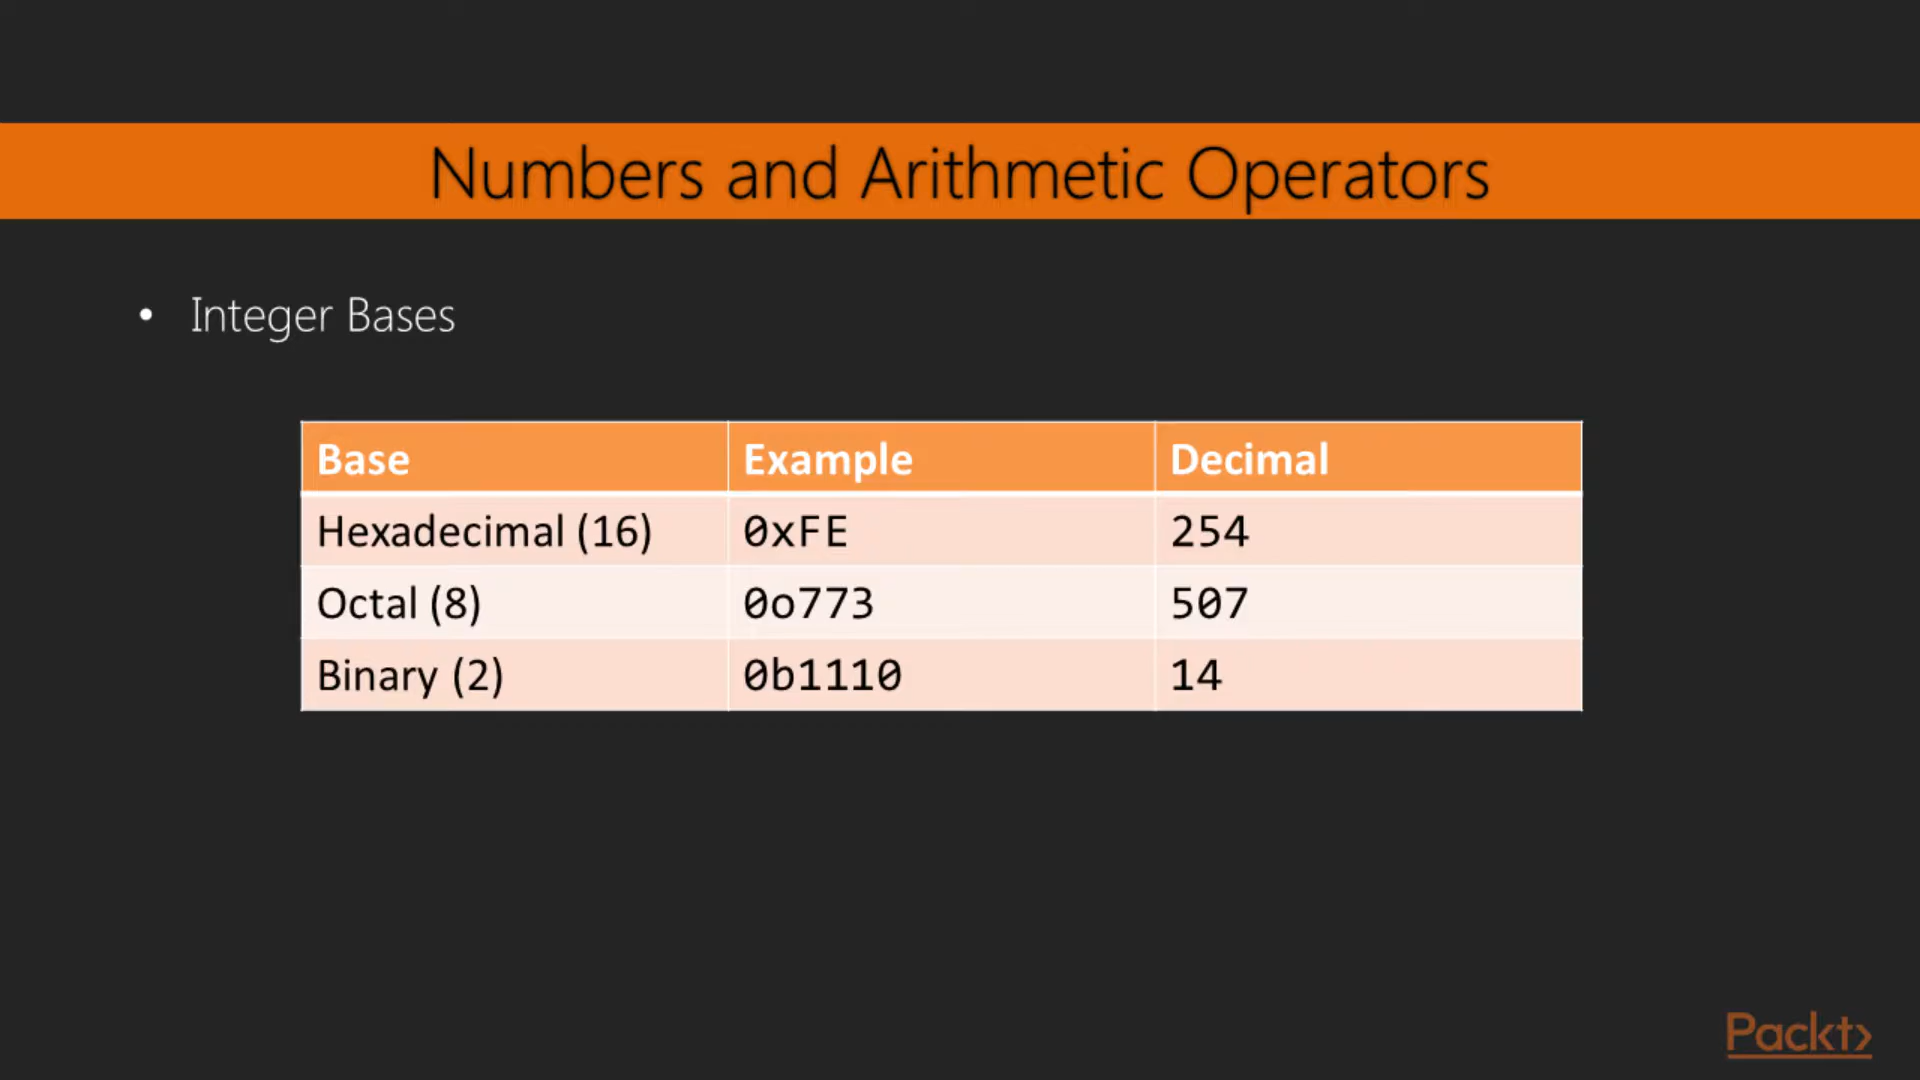 Numbers and Arithmetic Operators
• Integer Bases
Base Example Decimal
Hexadecimal (16) 0xFE 254
Octal (8) 0o773 507
Binary (2) 0b1110 14
Packt>